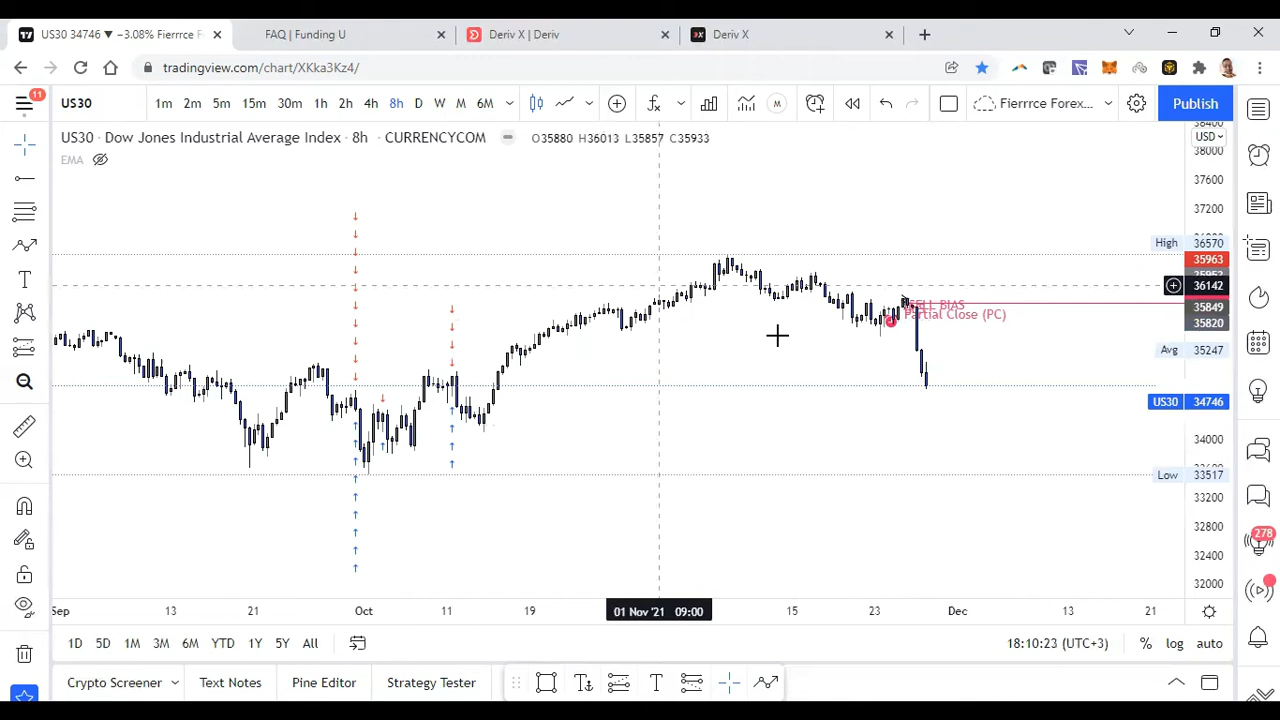 US30 34746 ▼ −3.08% Fierrrce F
FAQ | Funding U
Deriv X | Deriv
Deriv X
tradingview.com/chart/XKka3Kz4/
11
US30
1m 2m 5m 15m 30m 1h 2h 4h 8h D W M 6M
M
Fierrrce Forex...
Publish
US30 · Dow Jones Industrial Average Index · 8h · CURRENCYCOM
O35880 H36013 L35857 C35933
EMA
USD
38400
38000
37600
37200
High 36570
35963
36142
35849
35820
Avg 35247
US30 34746
34000
Low 33517
33200
32800
32400
32000
SELL BIAS
Partial Close (PC)
278
Sep 13 21 Oct 11 19 01 Nov '21 09:00 15 23 Dec 13 21
1D 5D 1M 3M 6M YTD 1Y 5Y All
18:10:23 (UTC+3)
% log auto
Crypto Screener
Text Notes
Pine Editor
Strategy Tester